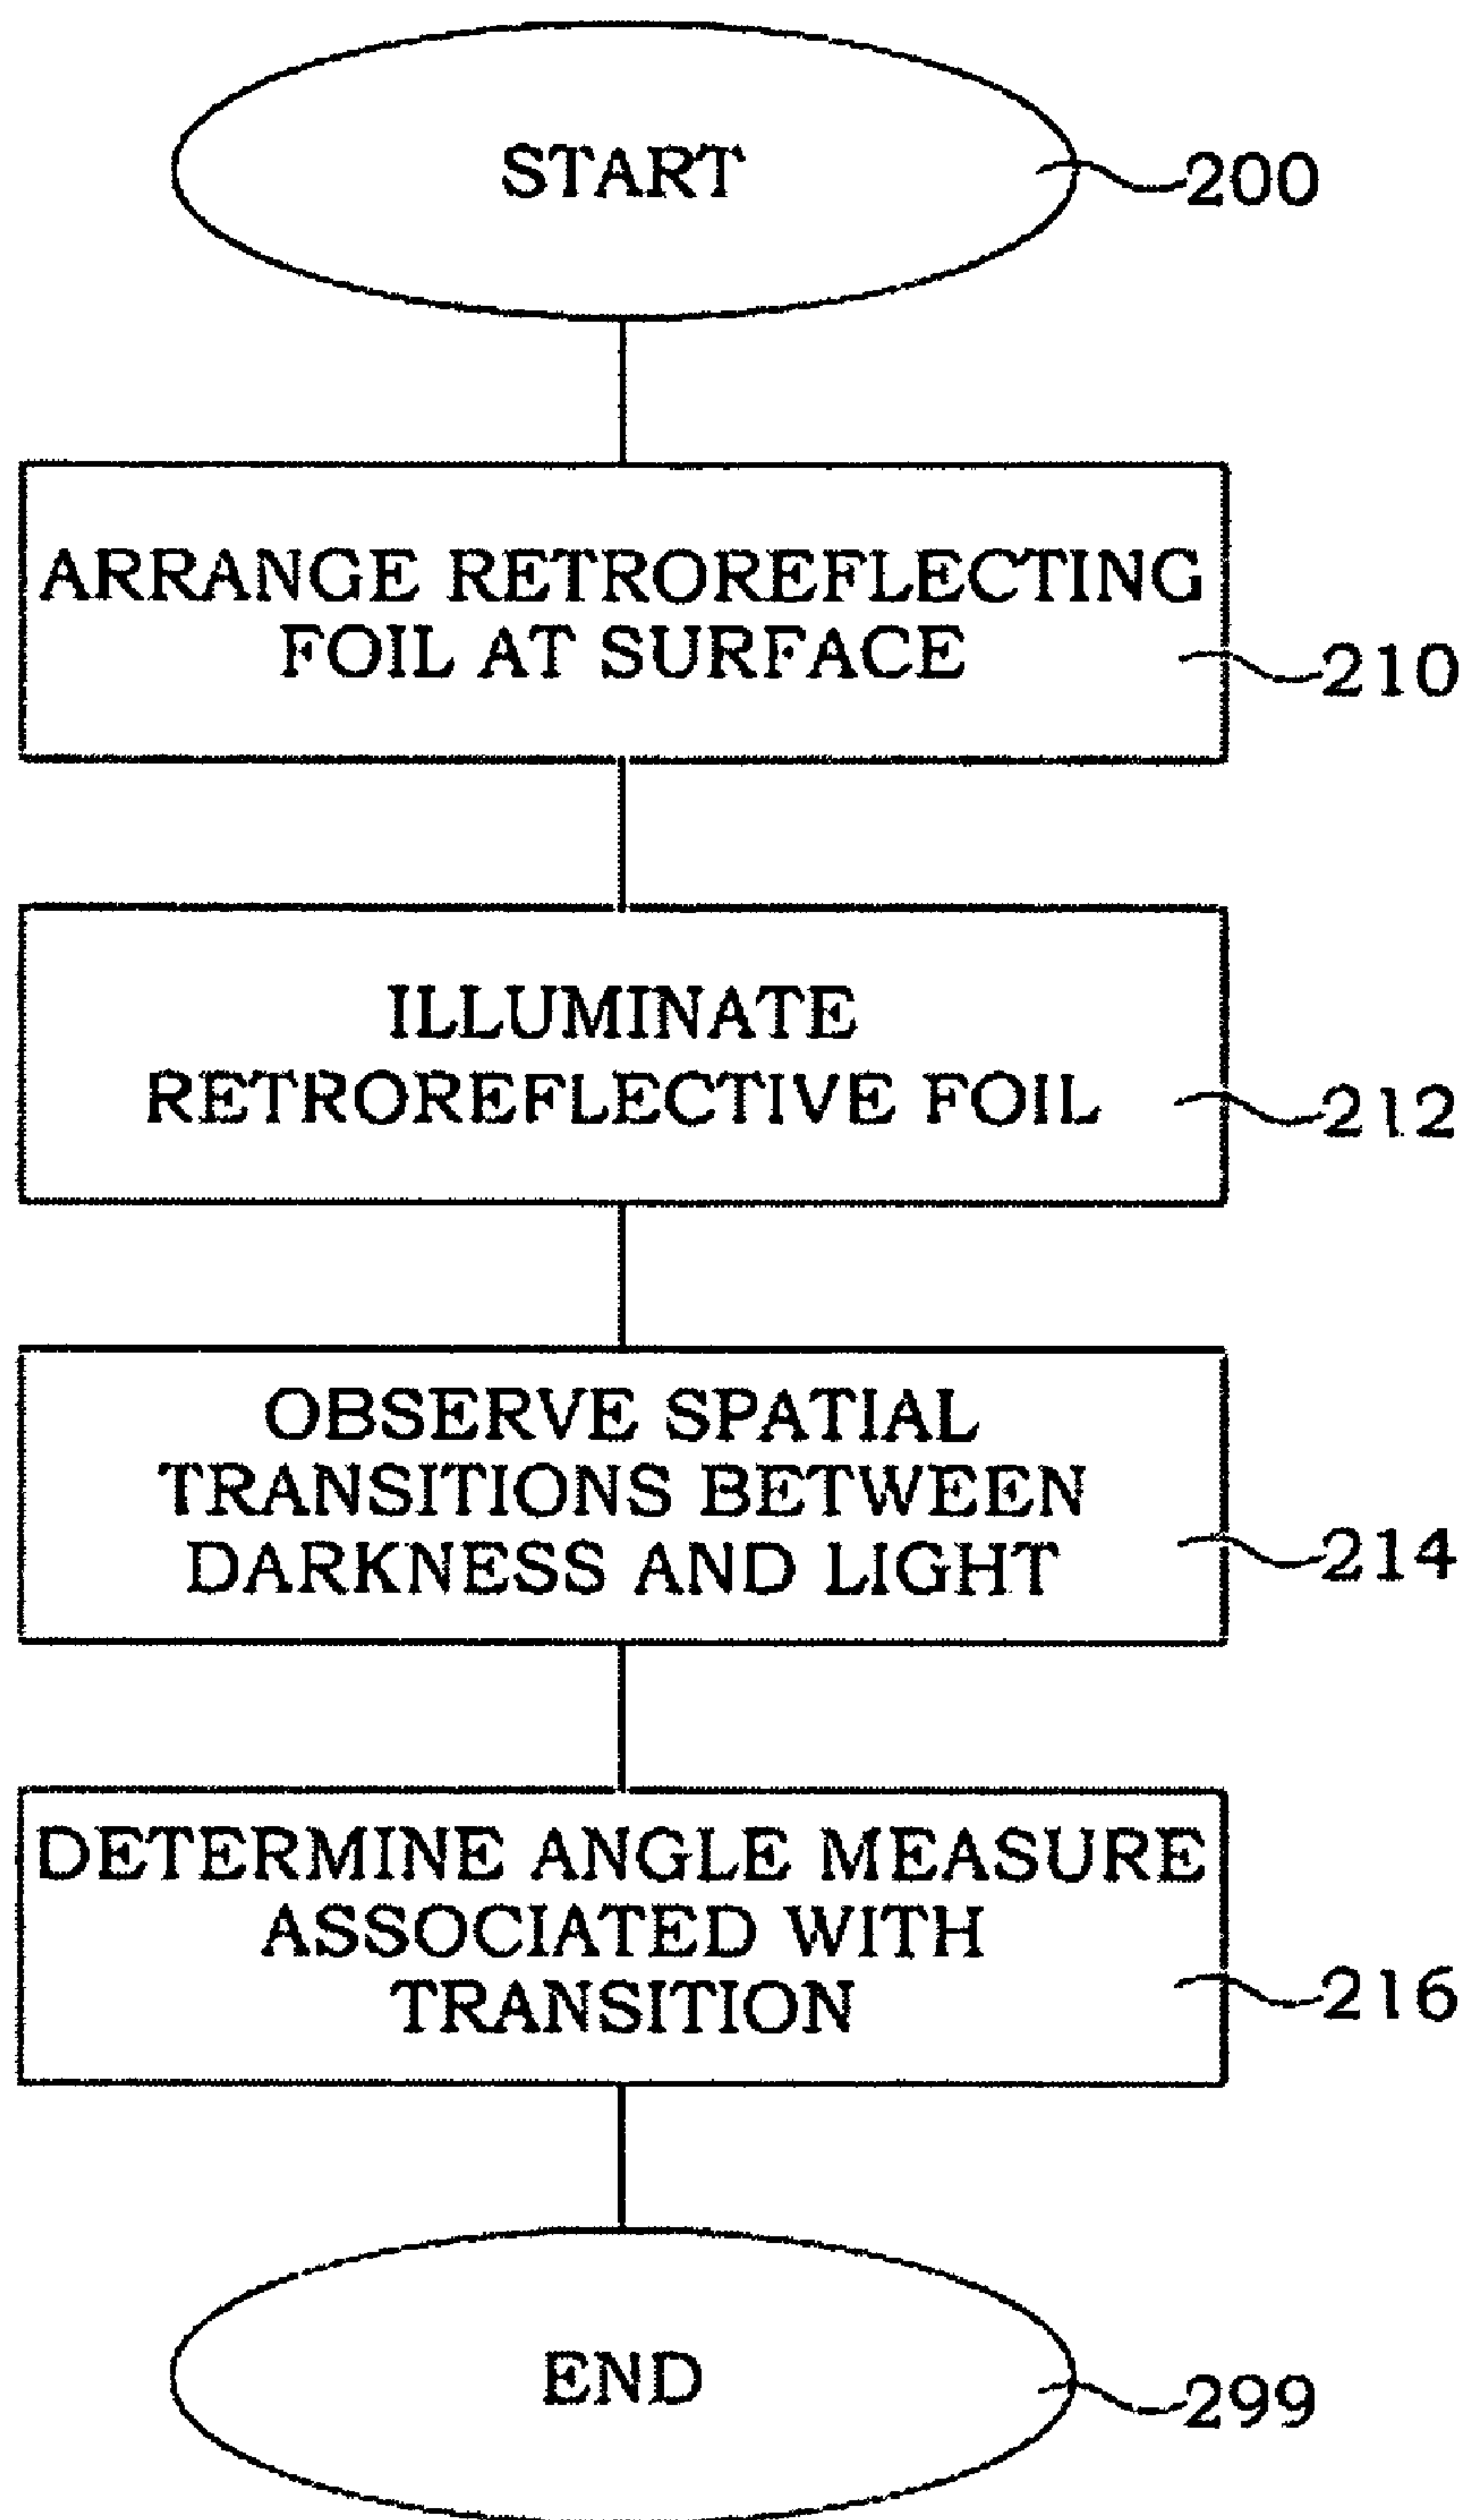 START
200
ARRANGE RETROREFLECTING
FOIL AT SURFACE
210
ILLUMINATE
RETROREFLECTIVE FOIL
212
OBSERVE SPATIAL
TRANSITIONS BETWEEN
DARKNESS AND LIGHT
214
DETERMINE ANGLE MEASURE
ASSOCIATED WITH
TRANSITION
216
END
299